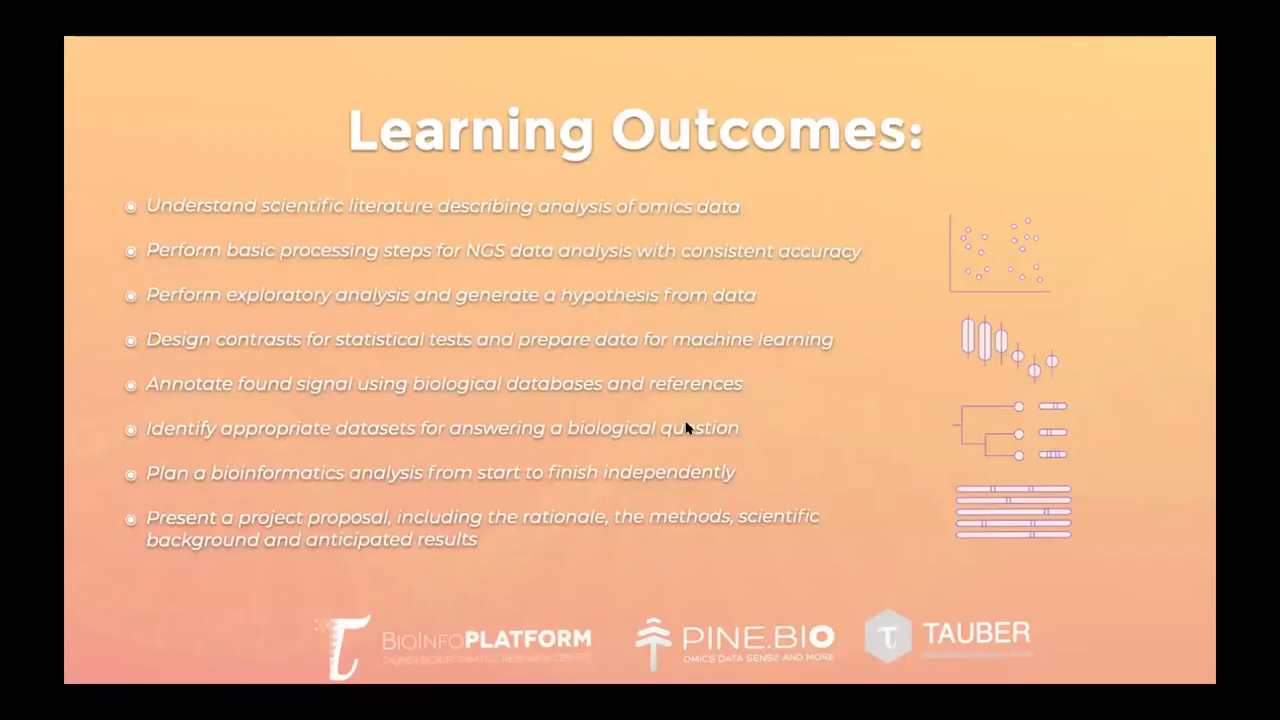 Learning Outcomes:
Understand scientific literature describing analysis of omics data
Perform basic processing steps for NGS data analysis with consistent accuracy
Perform exploratory analysis and generate a hypothesis from data
Design contrasts for statistical tests and prepare data for machine learning
Annotate found signal using biological databases and references
Identify appropriate datasets for answering a biological question
Plan a bioinformatics analysis from start to finish independently
Present a project proposal, including the rationale, the methods, scientific
background and anticipated results
BIOINFOPLATFORM
TAUBER BIOINFORMATICS RESEARCH CENTER
PINE.BIO
OMICS DATA SENSE AND MORE
TAUBER